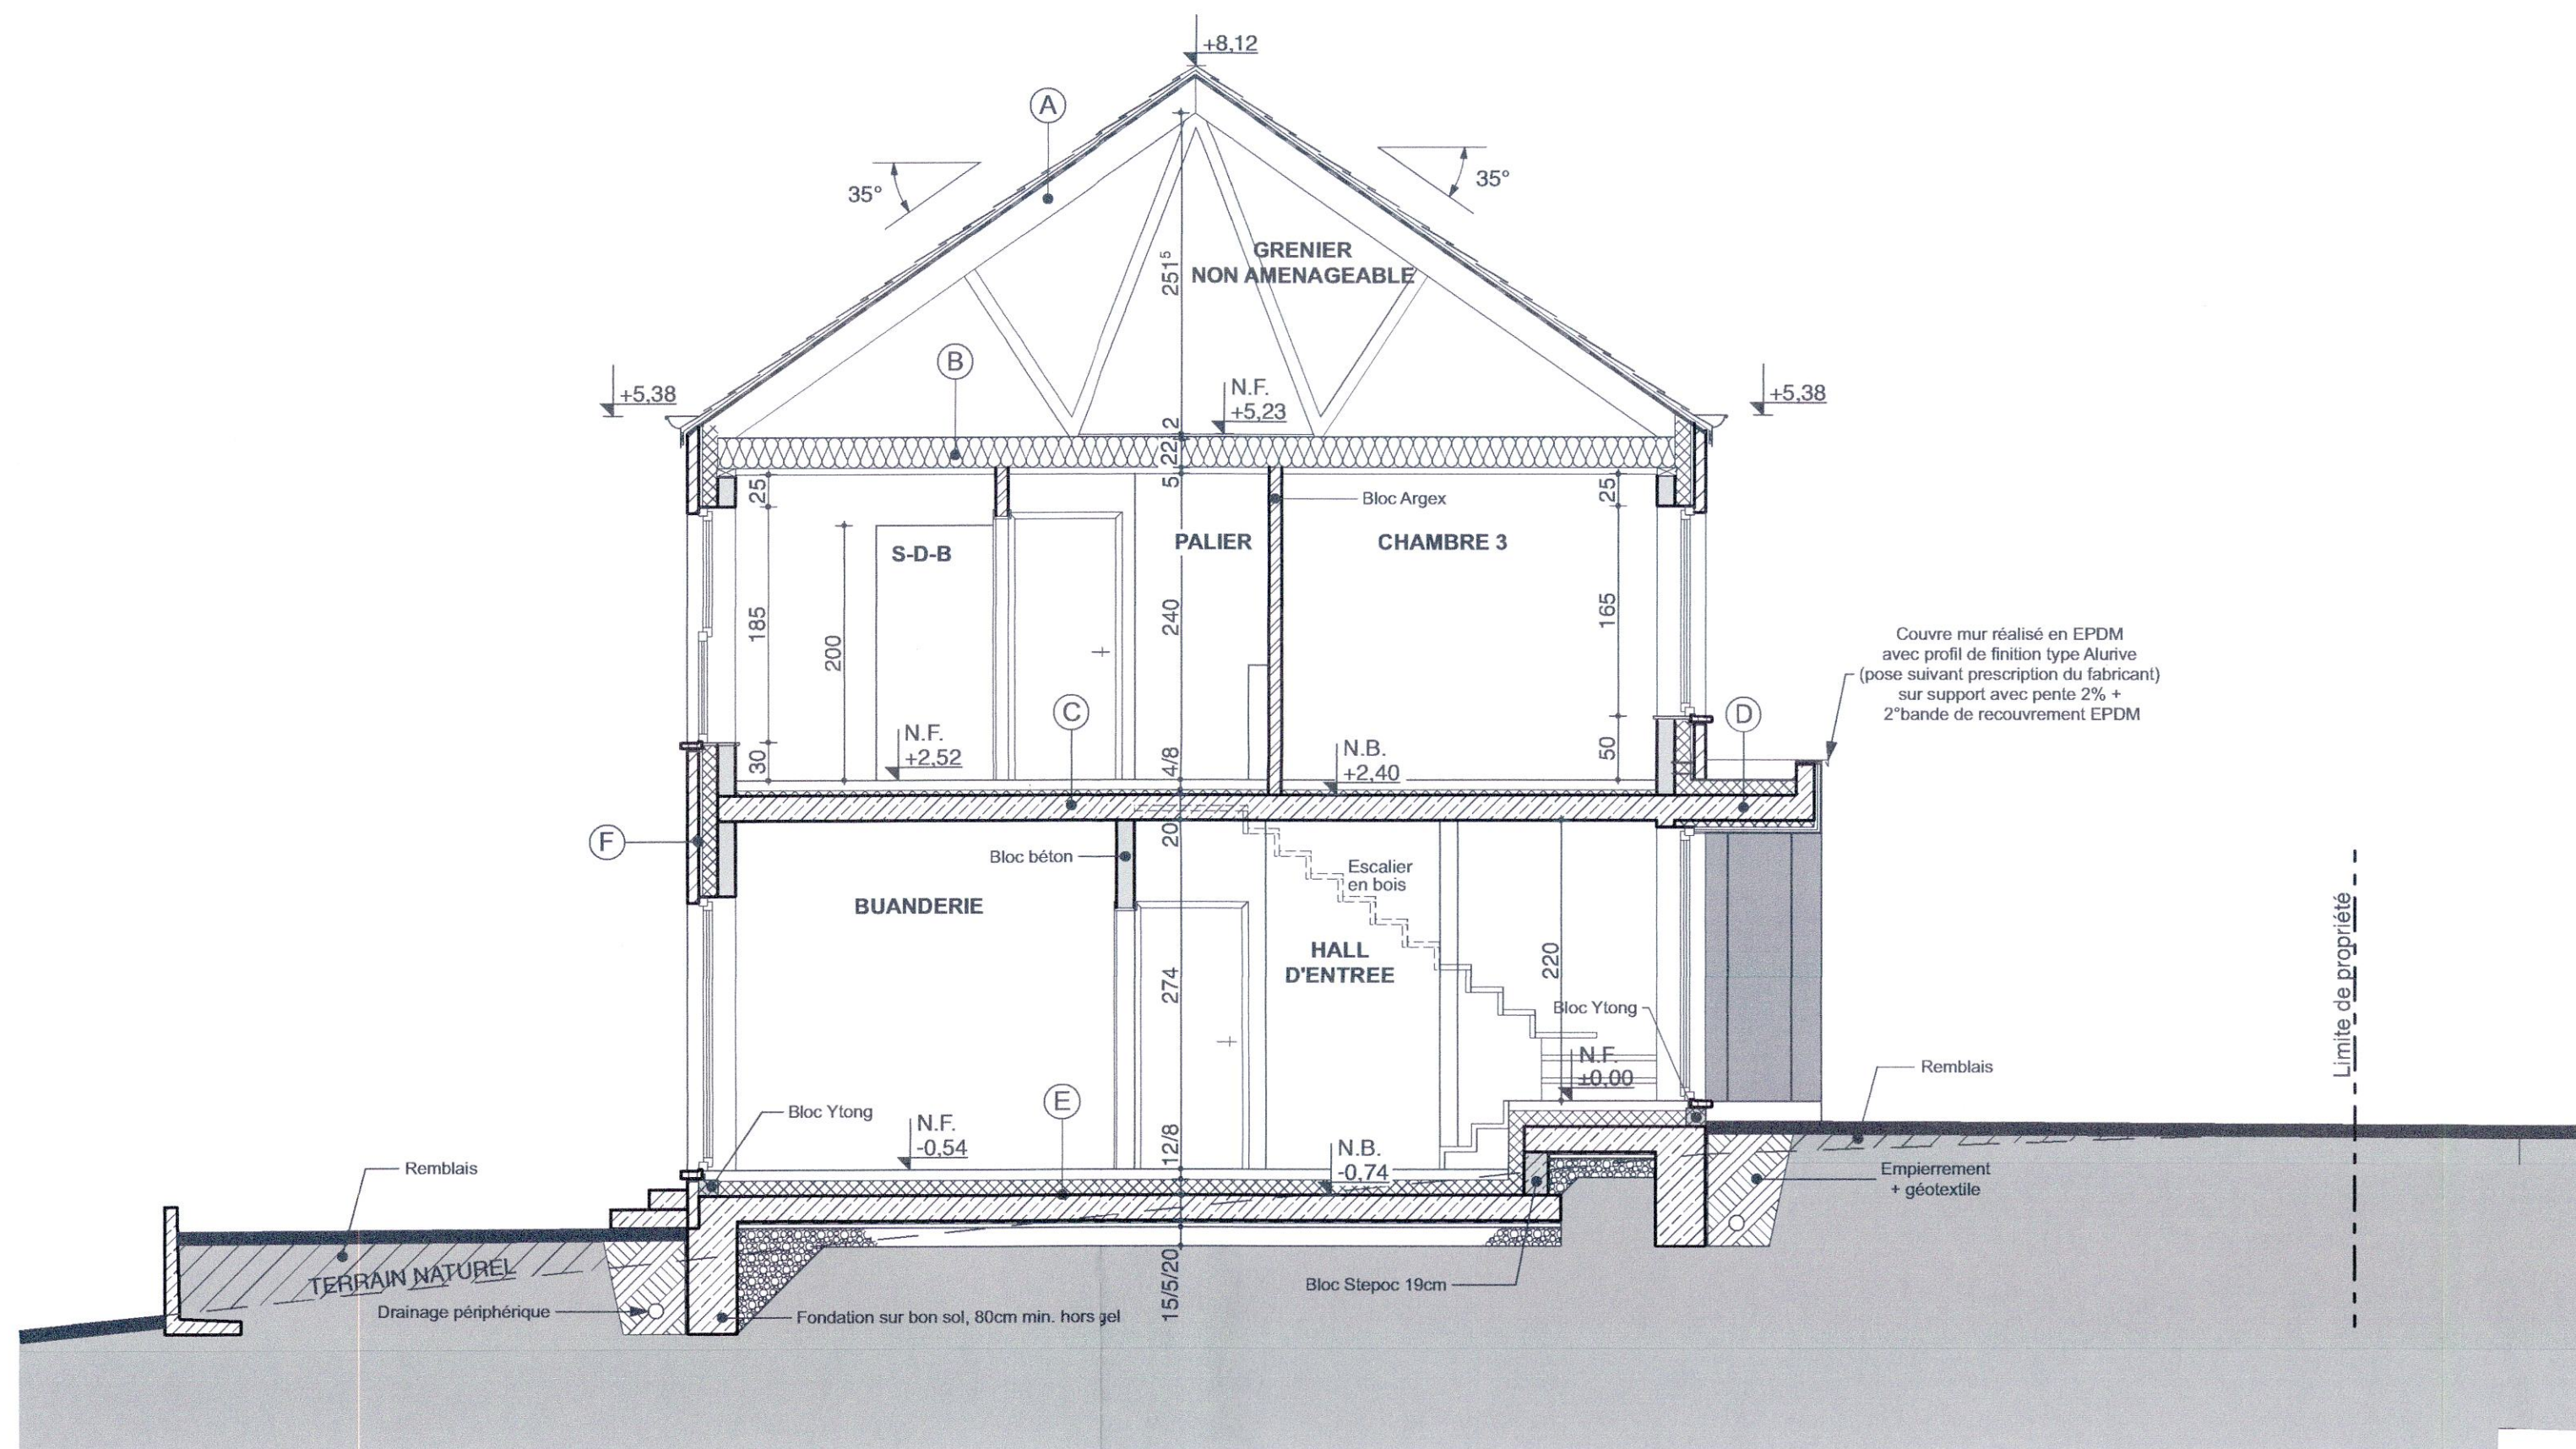 +8,12
A
35°
35°
GRENIER
NON AMENAGEABLE
251⁵
B
N.F.
+5,23
+5,38
+5,38
2
22
5
25
25
Bloc Argex
S-D-B
PALIER
CHAMBRE 3
185
200
240
165
Couvre mur réalisé en EPDM
avec profil de finition type Alurive
(pose suivant prescription du fabricant)
sur support avec pente 2% +
2°bande de recouvrement EPDM
C
D
N.F.
+2,52
N.B.
+2,40
30
4/8
50
F
20
Bloc béton
Escalier
en bois
BUANDERIE
HALL
D'ENTREE
220
274
Limite de propriété
Bloc Ytong
N.F.
±0,00
Remblais
E
Bloc Ytong
N.F.
-0,54
12/8
N.B.
-0,74
Remblais
Empierrement
+ géotextile
TERRAIN NATUREL
Drainage périphérique
Fondation sur bon sol, 80cm min. hors gel
15/5/20
Bloc Stepoc 19cm